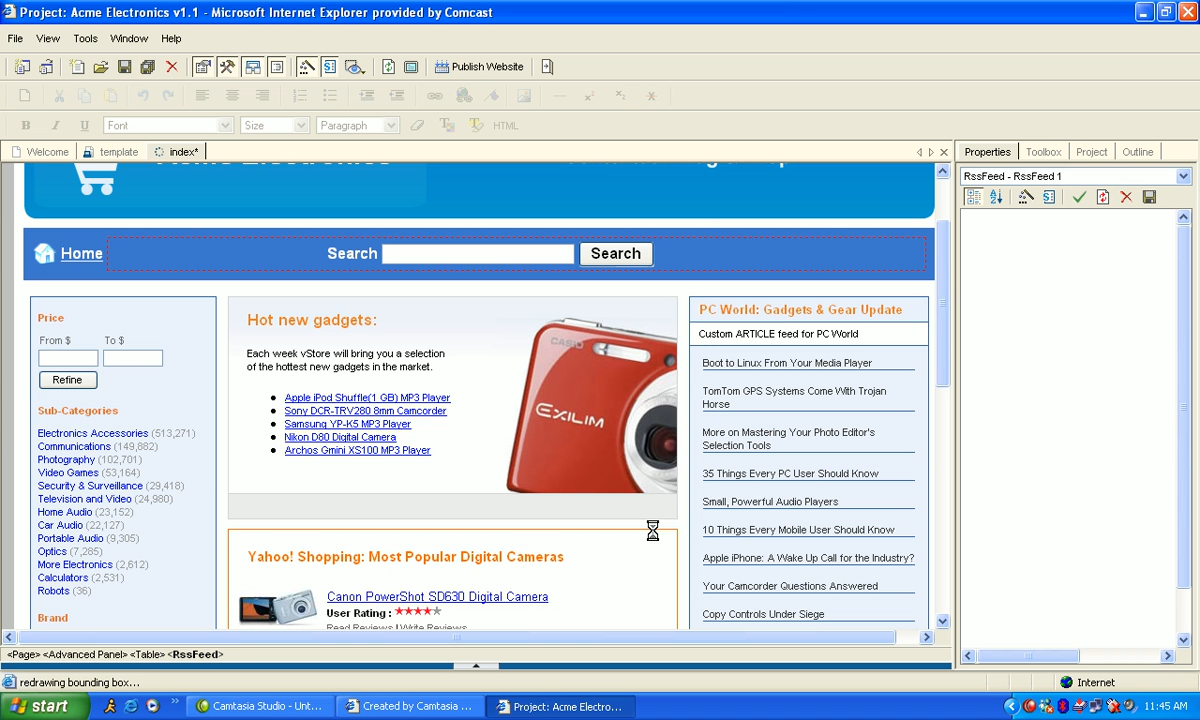 Project: Acme Electronics v1.1 - Microsoft Internet Explorer provided by Comcast
File View Tools Window Help
Publish Website
B I U Font Size Paragraph HTML
Welcome template index*
Properties Toolbox Project Outline
RssFeed - RssFeed 1
Home Search Search
Price
From $ To $
Refine
Sub-Categories
Electronics Accessories (513,271)
Communications (149,882)
Photography (102,701)
Video Games (53,164)
Security & Surveillance (29,418)
Television and Video (24,980)
Home Audio (23,152)
Car Audio (22,127)
Portable Audio (9,305)
Optics (7,285)
More Electronics (2,612)
Calculators (2,531)
Robots (36)
Brand
Hot new gadgets:
Each week vStore will bring you a selection
of the hottest new gadgets in the market.
Apple iPod Shuffle(1 GB) MP3 Player
Sony DCR-TRV280 8mm Camcorder
Samsung YP-K5 MP3 Player
Nikon D80 Digital Camera
Archos Gmini XS100 MP3 Player
CASIO
EXILIM
Yahoo! Shopping: Most Popular Digital Cameras
Canon PowerShot SD630 Digital Camera
User Rating :
Read Reviews | Write Reviews
PC World: Gadgets & Gear Update
Custom ARTICLE feed for PC World
Boot to Linux From Your Media Player
TomTom GPS Systems Come With Trojan
Horse
More on Mastering Your Photo Editor's
Selection Tools
35 Things Every PC User Should Know
Small, Powerful Audio Players
10 Things Every Mobile User Should Know
Apple iPhone: A Wake Up Call for the Industry?
Your Camcorder Questions Answered
Copy Controls Under Siege
<Page> <Advanced Panel> <Table> <RssFeed>
redrawing bounding box... Internet
start Camtasia Studio - Unt... Created by Camtasia ... Project: Acme Electro... 11:45 AM